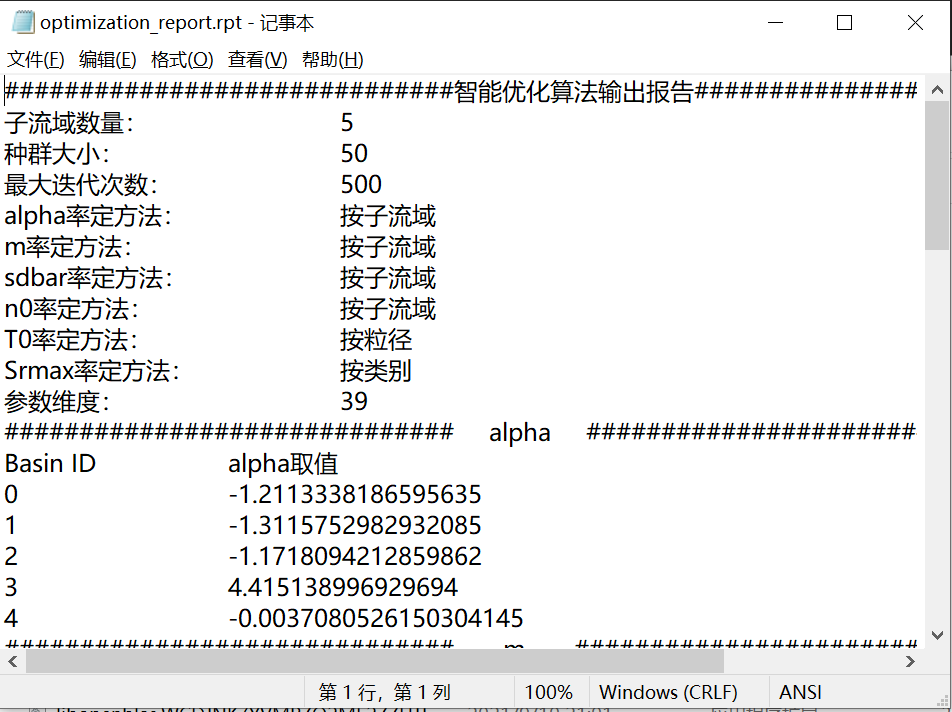 optimization_report.rpt - 记事本
文件(F) 编辑(E) 格式(O) 查看(V) 帮助(H)
##############################智能优化算法输出报告###############
子流域数量: 5
种群大小: 50
最大迭代次数: 500
alpha率定方法: 按子流域
m率定方法: 按子流域
sdbar率定方法: 按子流域
n0率定方法: 按子流域
T0率定方法: 按粒径
Srmax率定方法: 按类别
参数维度: 39
############################## alpha ######################
Basin ID alpha取值
0 -1.2113338186595635
1 -1.3115752982932085
2 -1.1718094212859862
3 4.415138996929694
4 -0.0037080526150304145
############################## m #######################
第 1 行，第 1 列 100% Windows (CRLF) ANSI